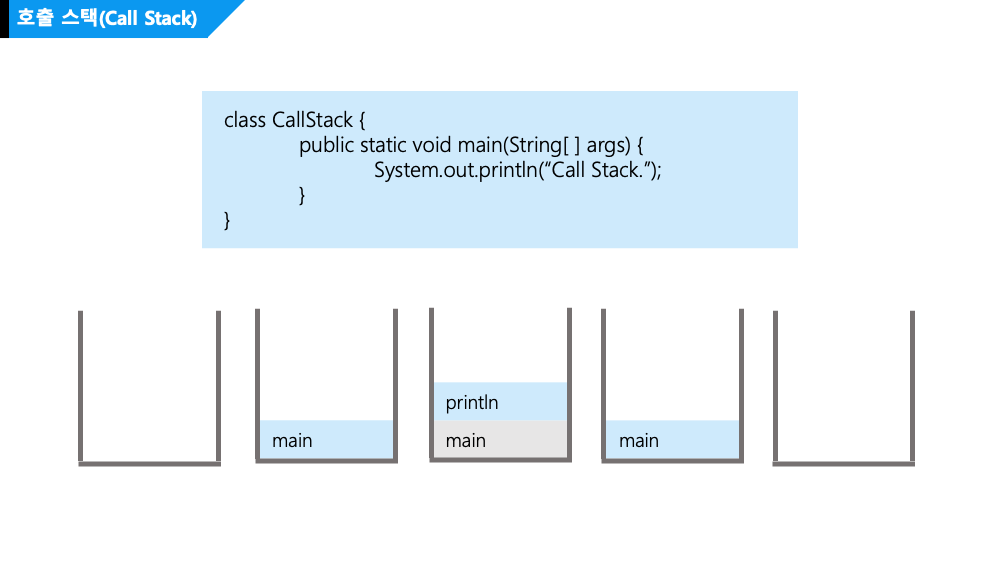 호출 스택(Call Stack)
class CallStack {
public static void main(String[ ] args) {
System.out.println(“Call Stack.”);
}
}
println
main
main
main